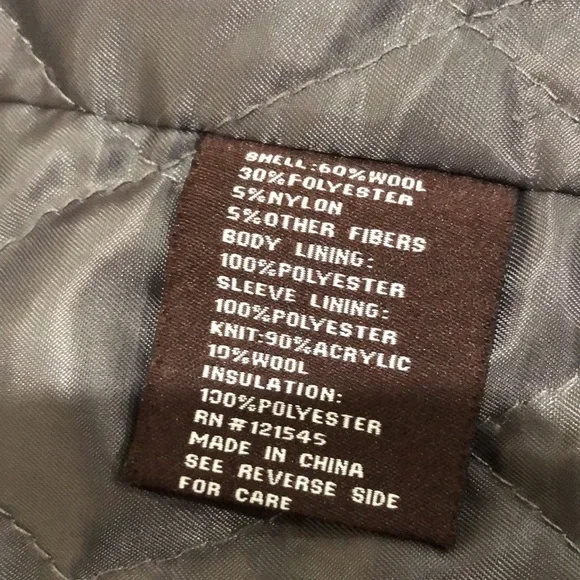 SHELL:60%WOOL
30%POLYESTER
5%NYLON
5%OTHER FIBERS
BODY LINING:
100%POLYESTER
SLEEVE LINING:
100%POLYESTER
KNIT:90%ACRYLIC
10%WOOL
INSULATION:
100%POLYESTER
RN#121545
MADE IN CHINA
SEE REVERSE SIDE
FOR CARE